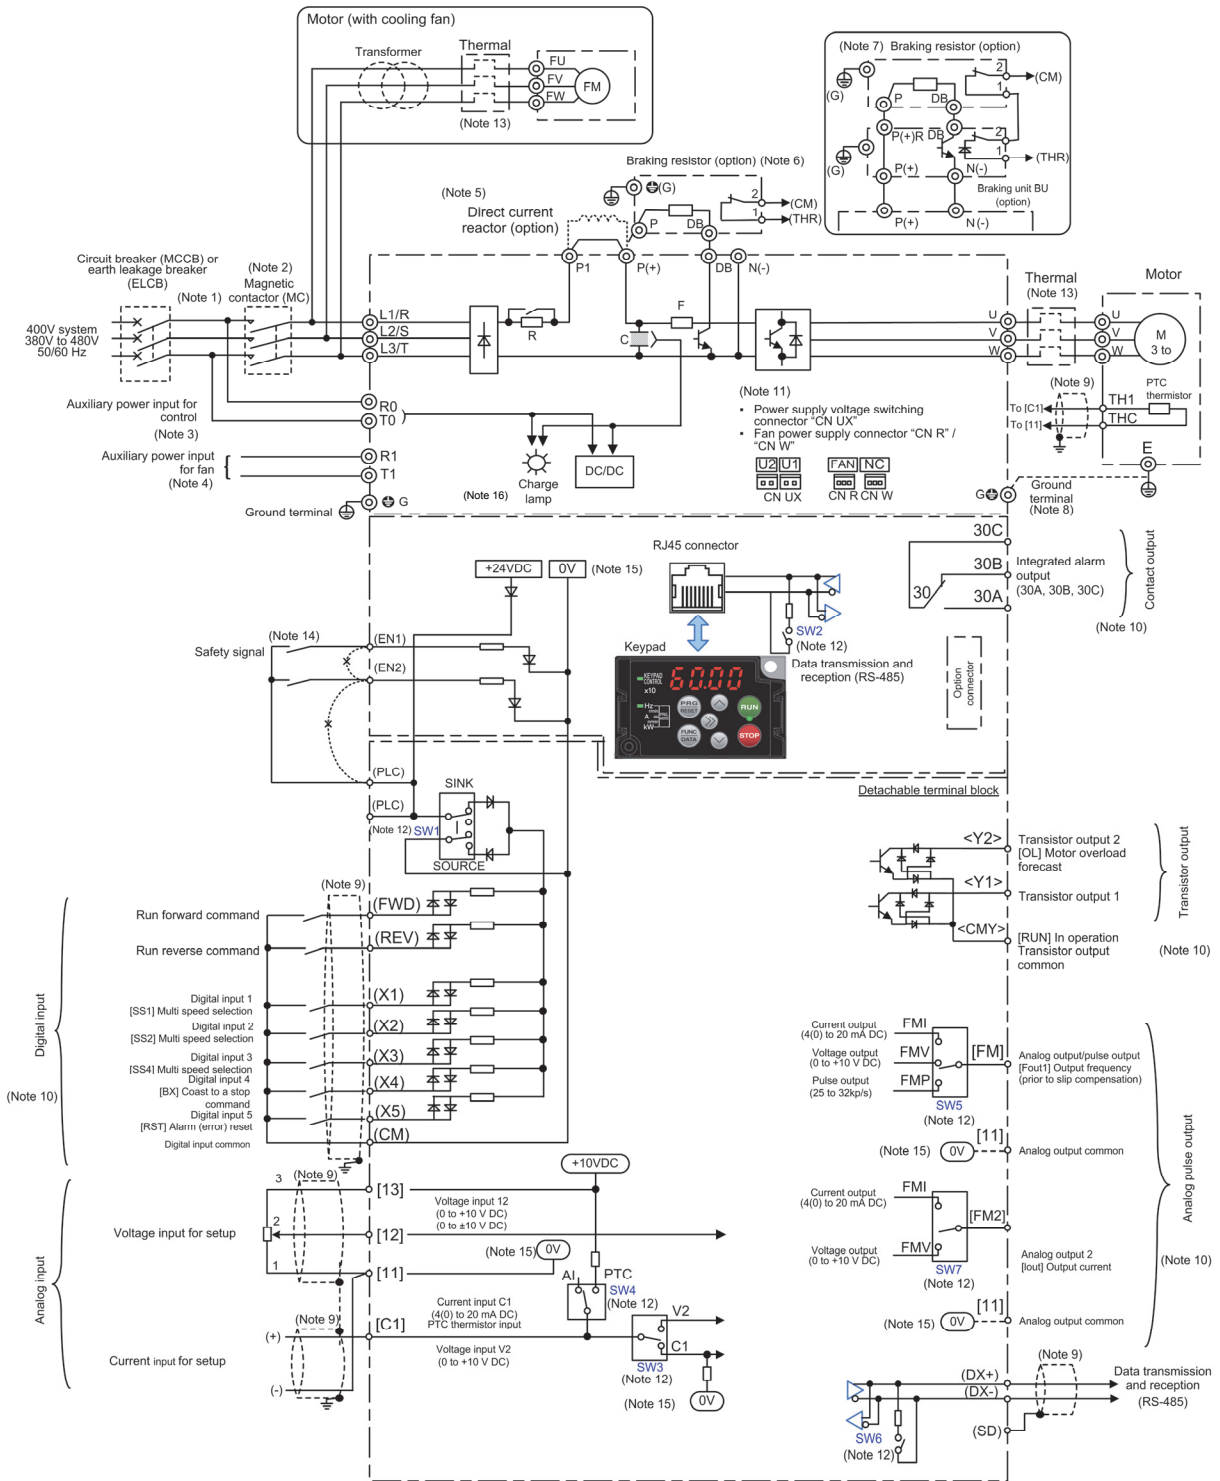 Motor (with cooling fan)
Transformer
Thermal
FU
FV
FW
FM
(Note 13)
(Note 7) Braking resistor (option)
(G)
P
DB
2
1
(CM)
(G)
P(+)R
DB
2
1
(THR)
P(+)
N(-)
Braking unit BU
(option)
P(+)
N(-)
Braking resistor (option) (Note 6)
(G)
P
DB
2
1
(CM)
(THR)
(Note 5)
Direct current
reactor (option)
P1
P(+)
DB
N(-)
Circuit breaker (MCCB) or
earth leakage breaker
(ELCB)
(Note 1)
(Note 2)
Magnetic
contactor (MC)
400V system
380V to 480V
50/60 Hz
L1/R
L2/S
L3/T
R
C
F
U
V
W
Thermal
(Note 13)
Motor
U
V
W
M
3 to
(Note 9)
To [C1]
To [11]
TH1
THC
PTC
thermistor
E
Auxiliary power input for
control
(Note 3)
R0
T0
Auxiliary power input
for fan
(Note 4)
R1
T1
Ground terminal
G
(Note 16)
Charge
lamp
DC/DC
(Note 11)
▪ Power supply voltage switching
connector “CN UX”
▪ Fan power supply connector “CN R” /
“CN W”
U2 U1
CN UX
FAN NC
CN R CN W
G
Ground
terminal
(Note 8)
+24VDC
0V
(Note 15)
RJ45 connector
SW2
(Note 12)
Data transmission and
reception (RS-485)
Keypad
KEYPAD
CONTROL
x10
60.00
Hz
A
kW
PRG
RESET
FUNC
DATA
RUN
STOP
30C
30B
30A
30
Integrated alarm
output
(30A, 30B, 30C)
Contact output
(Note 10)
Option
connector
Safety signal
(Note 14)
(EN1)
(EN2)
(PLC)
(PLC)
(Note 12) SW1
SINK
SOURCE
Detachable terminal block
<Y2>
Transistor output 2
[OL] Motor overload
forecast
<Y1>
Transistor output 1
<CMY>
[RUN] In operation
Transistor output
common
Transistor output
(Note 10)
(Note 9)
Run forward command
(FWD)
Run reverse command
(REV)
Digital input 1
[SS1] Multi speed selection
(X1)
Digital input 2
[SS2] Multi speed selection
(X2)
Digital input 3
[SS4] Multi speed selection
(X3)
Digital input 4
[BX] Coast to a stop
command
(X4)
Digital input 5
[RST] Alarm (error) reset
(X5)
Digital input common
(CM)
Digital input
(Note 10)
Current output
(4(0) to 20 mA DC)
FMI
Voltage output
(0 to +10 V DC)
FMV
Pulse output
(25 to 32kp/s)
FMP
SW5
(Note 12)
[FM]
Analog output/pulse output
[Fout1] Output frequency
(prior to slip compensation)
(Note 15)
0V
[11]
Analog output common
Current output
(4(0) to 20 mA DC)
FMI
Voltage output
(0 to +10 V DC)
FMV
SW7
(Note 12)
[FM2]
Analog output 2
[Iout] Output current
(Note 15)
0V
[11]
Analog output common
Analog pulse output
(Note 10)
(Note 9)
3
2
1
[13]
[12]
[11]
Voltage input for setup
Voltage input 12
(0 to +10 V DC)
(0 to ±10 V DC)
+10VDC
(Note 15)
0V
AI
PTC
SW4
(Note 12)
Analog input
(Note 9)
(+)
(-)
Current input for setup
[C1]
Current input C1
(4(0) to 20 mA DC)
PTC thermistor input
Voltage input V2
(0 to +10 V DC)
V2
C1
SW3
(Note 12)
(Note 15)
0V
SW6
(Note 12)
(DX+)
(DX-)
(SD)
(Note 9)
Data transmission
and reception
(RS-485)